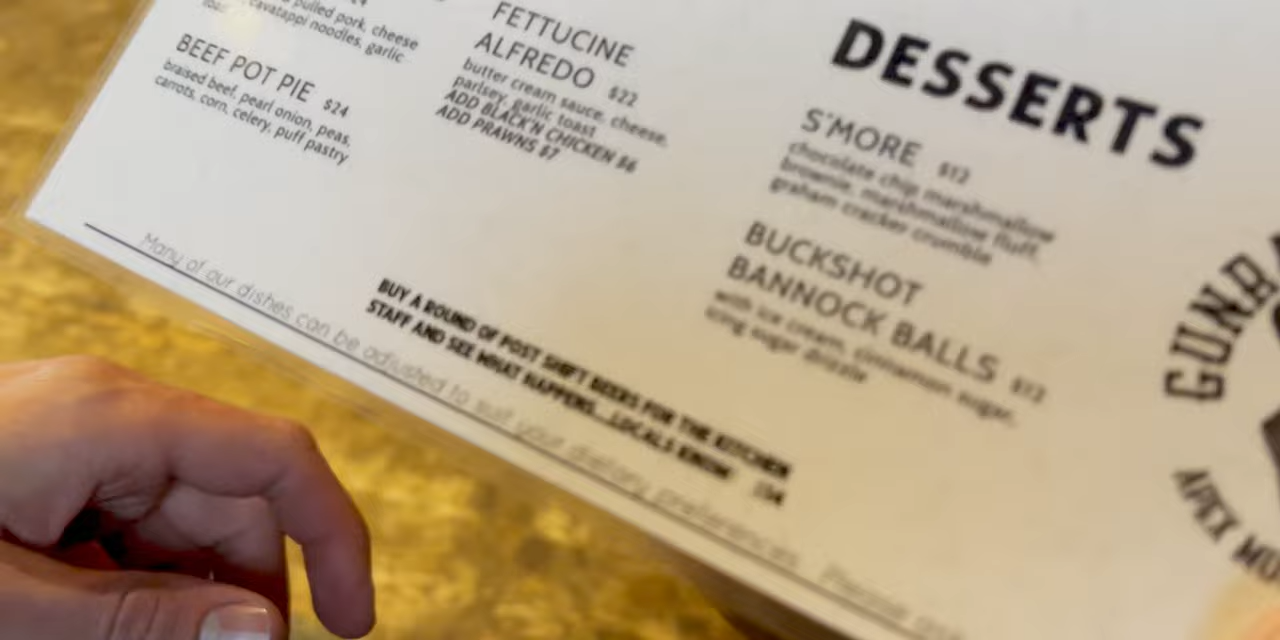 pulled pork, cheese
cavatappi noodles, garlic
BEEF POT PIE $24
braised beef, pearl onion, peas,
carrots, corn, celery, puff pastry
FETTUCINE
ALFREDO $22
butter cream sauce, cheese,
parlsey, garlic toast
ADD BLACK'N CHICKEN $6
ADD PRAWNS $7
DESSERTS
S'MORE $12
chocolate chip marshmallow
brownie, marshmallow fluff,
graham cracker crumble
BUCKSHOT
BANNOCK BALLS $12
with ice cream, cinnamon sugar,
icing sugar drizzle
BUY A ROUND OF POST SHIFT BEERS FOR THE KITCHEN
STAFF AND SEE WHAT HAPPENS...LOCALS KNOW
Many of our dishes can be adjusted to suit your dietary preferences. Please
APEX